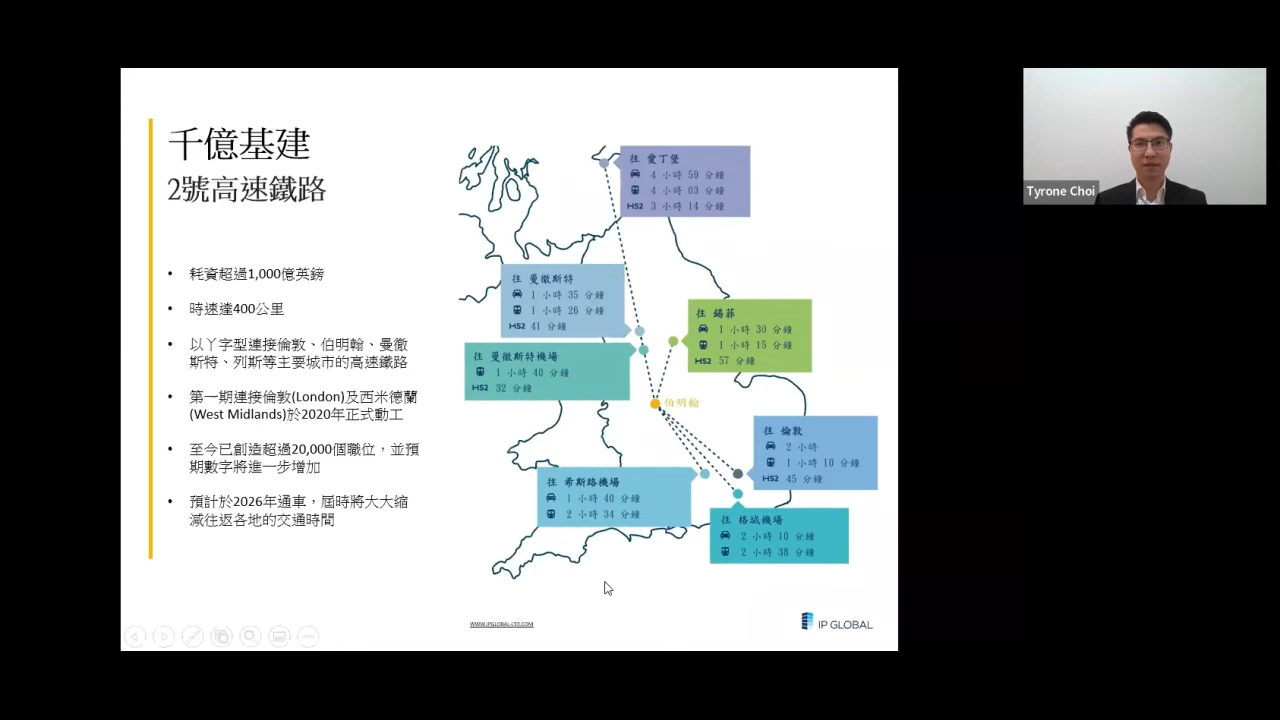 千億基建
2號高速鐵路
• 耗資超過1,000億英鎊
• 時速達400公里
• 以丫字型連接倫敦、伯明翰、曼徹
斯特、列斯等主要城市的高速鐵路
• 第一期連接倫敦(London)及西米德蘭
(West Midlands)於2020年正式動工
• 至今已創造超過20,000個職位，並預
期數字將進一步增加
• 預計於2026年通車，屆時將大大縮
減往返各地的交通時間
往 愛丁堡
4 小時 59 分鐘
4 小時 03 分鐘
HS2 3 小時 14 分鐘
往 曼徹斯特
1 小時 35 分鐘
1 小時 26 分鐘
HS2 41 分鐘
往 錫菲
1 小時 30 分鐘
1 小時 15 分鐘
HS2 57 分鐘
往 曼徹斯特機場
1 小時 40 分鐘
HS2 32 分鐘
伯明翰
往 倫敦
2 小時
1 小時 10 分鐘
HS2 45 分鐘
往 希斯路機場
1 小時 40 分鐘
2 小時 34 分鐘
往 格域機場
2 小時 10 分鐘
2 小時 38 分鐘
WWW.IPGLOBAL-LTD.COM
IP GLOBAL
Tyrone Choi